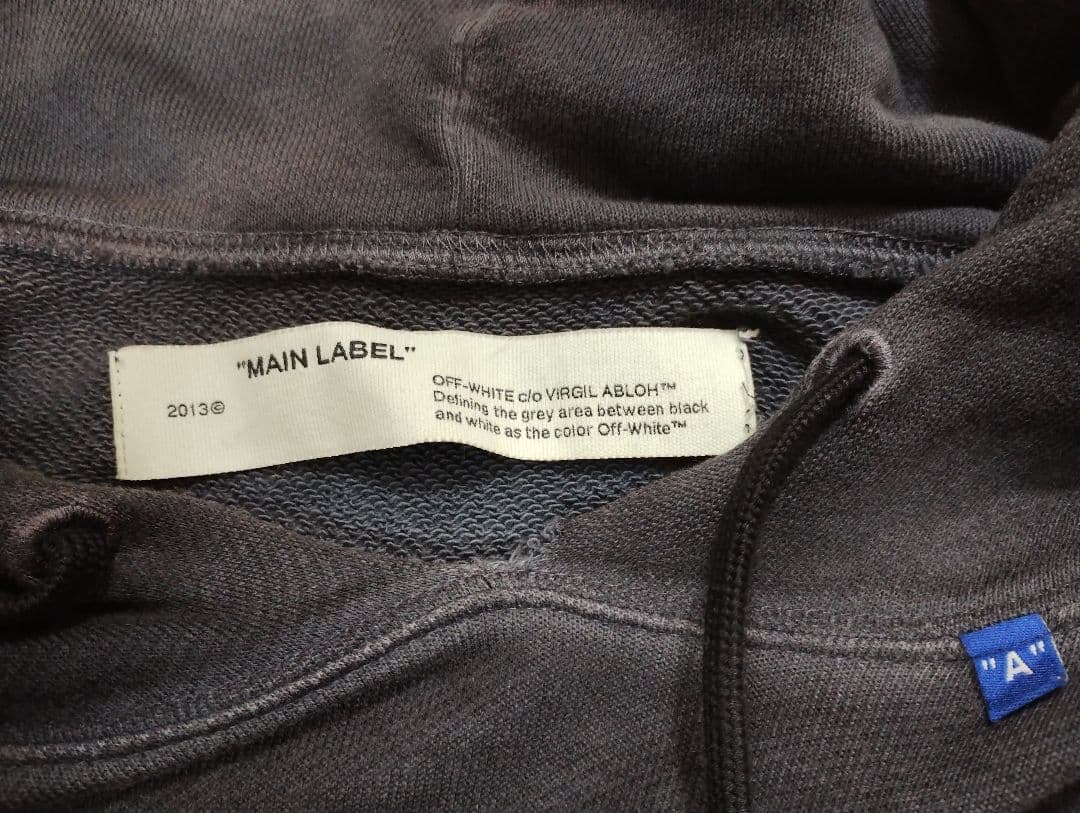 "MAIN LABEL"
2013©
OFF-WHITE c/o VIRGIL ABLOH™
Defining the grey area between black
and white as the color Off-White™
"A"